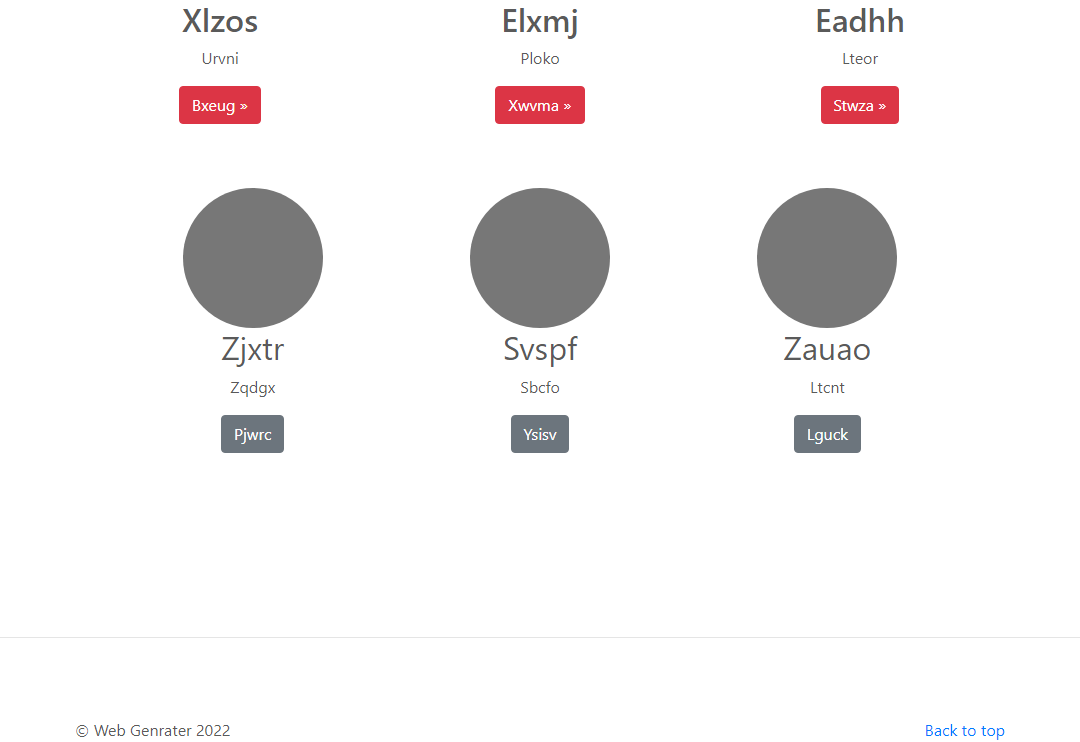 Xlzos
Elxmj
Eadhh
Urvni
Ploko
Lteor
Bxeug »
Xwvma »
Stwza »
Zjxtr
Svspf
Zauao
Zqdgx
Sbcfo
Ltcnt
Pjwrc
Ysisv
Lguck
© Web Genrater 2022
Back to top